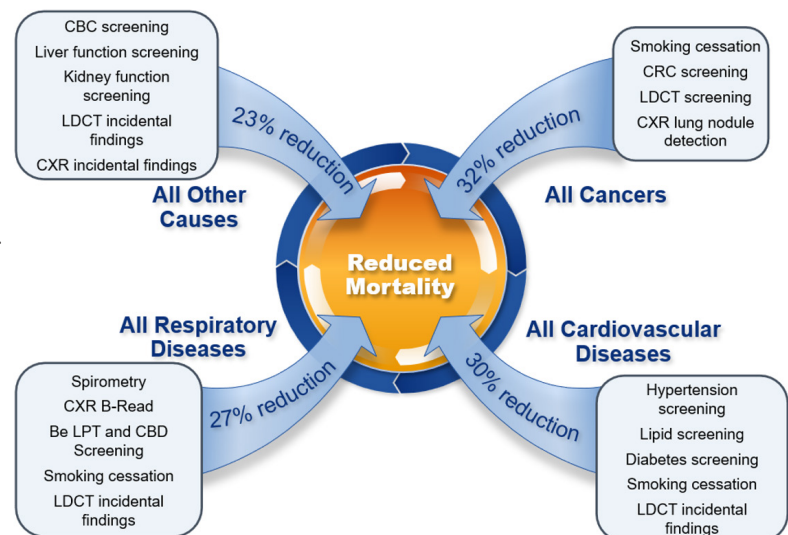 CBC screening
Liver function screening
Kidney function
screening
LDCT incidental
findings
CXR incidental findings
23% reduction
All Other
Causes
Smoking cessation
CRC screening
LDCT screening
CXR lung nodule
detection
32% reduction
All Cancers
Reduced
Mortality
All Respiratory
Diseases
27% reduction
Spirometry
CXR B-Read
Be LPT and CBD
Screening
Smoking cessation
LDCT incidental
findings
All Cardiovascular
Diseases
30% reduction
Hypertension
screening
Lipid screening
Diabetes screening
Smoking cessation
LDCT incidental
findings